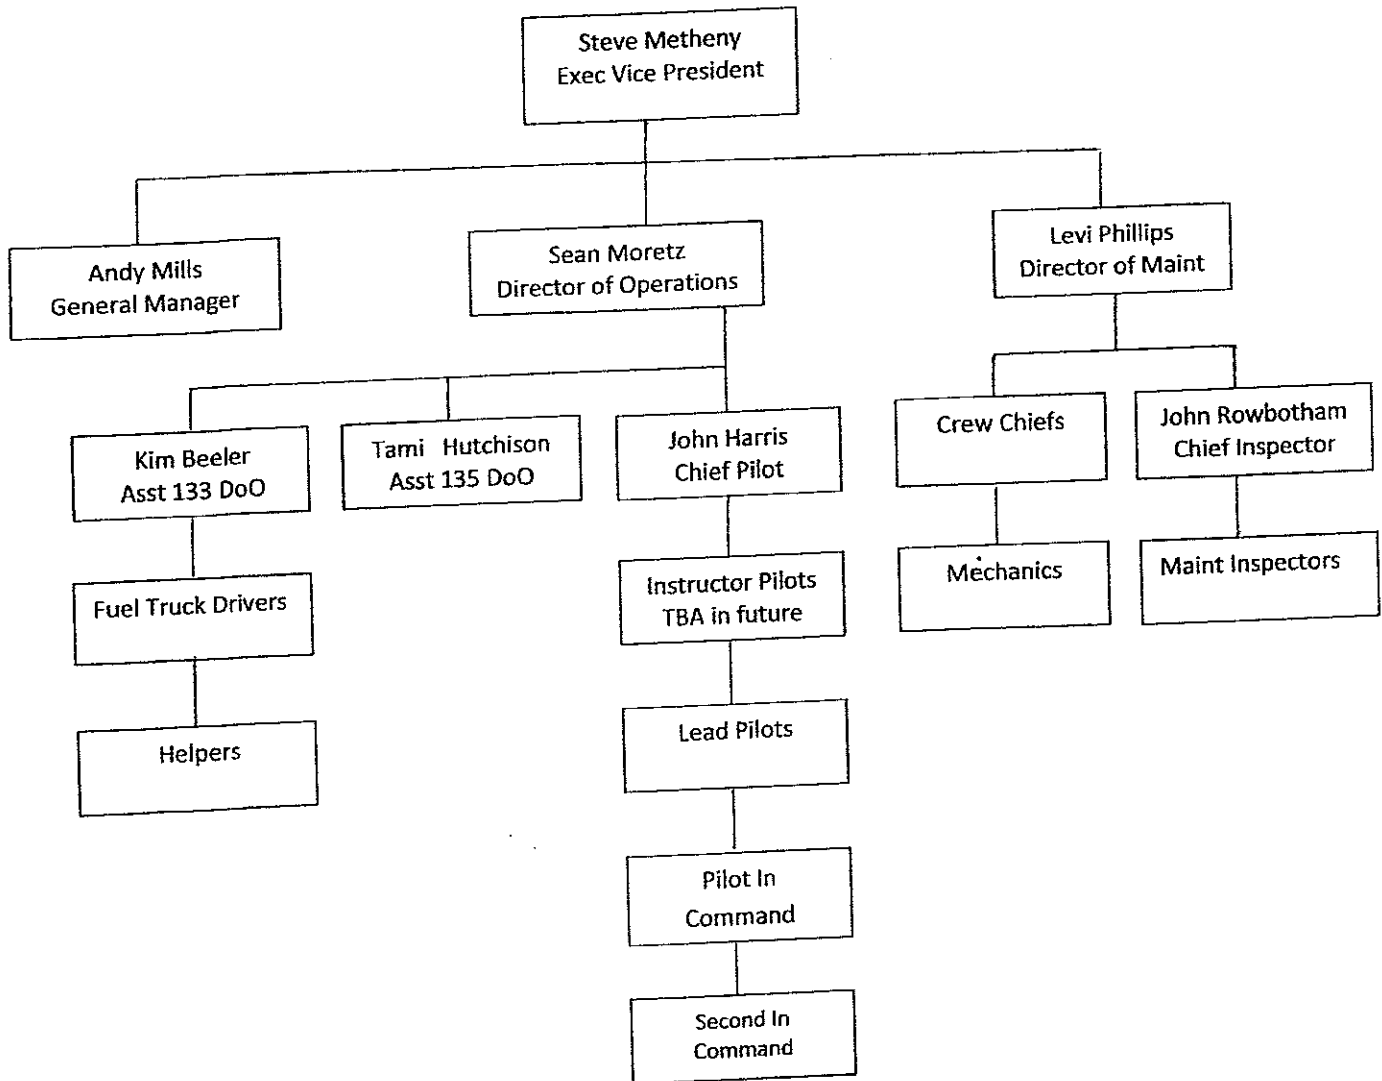 Steve Metheny
Exec Vice President
Andy Mills
General Manager
Sean Moretz
Director of Operations
Levi Phillips
Director of Maint
Kim Beeler
Asst 133 DoO
Tami Hutchison
Asst 135 DoO
John Harris
Chief Pilot
Crew Chiefs
John Rowbotham
Chief Inspector
Fuel Truck Drivers
Instructor Pilots
TBA in future
Mechanics
Maint Inspectors
Helpers
Lead Pilots
Pilot In
Command
Second In
Command